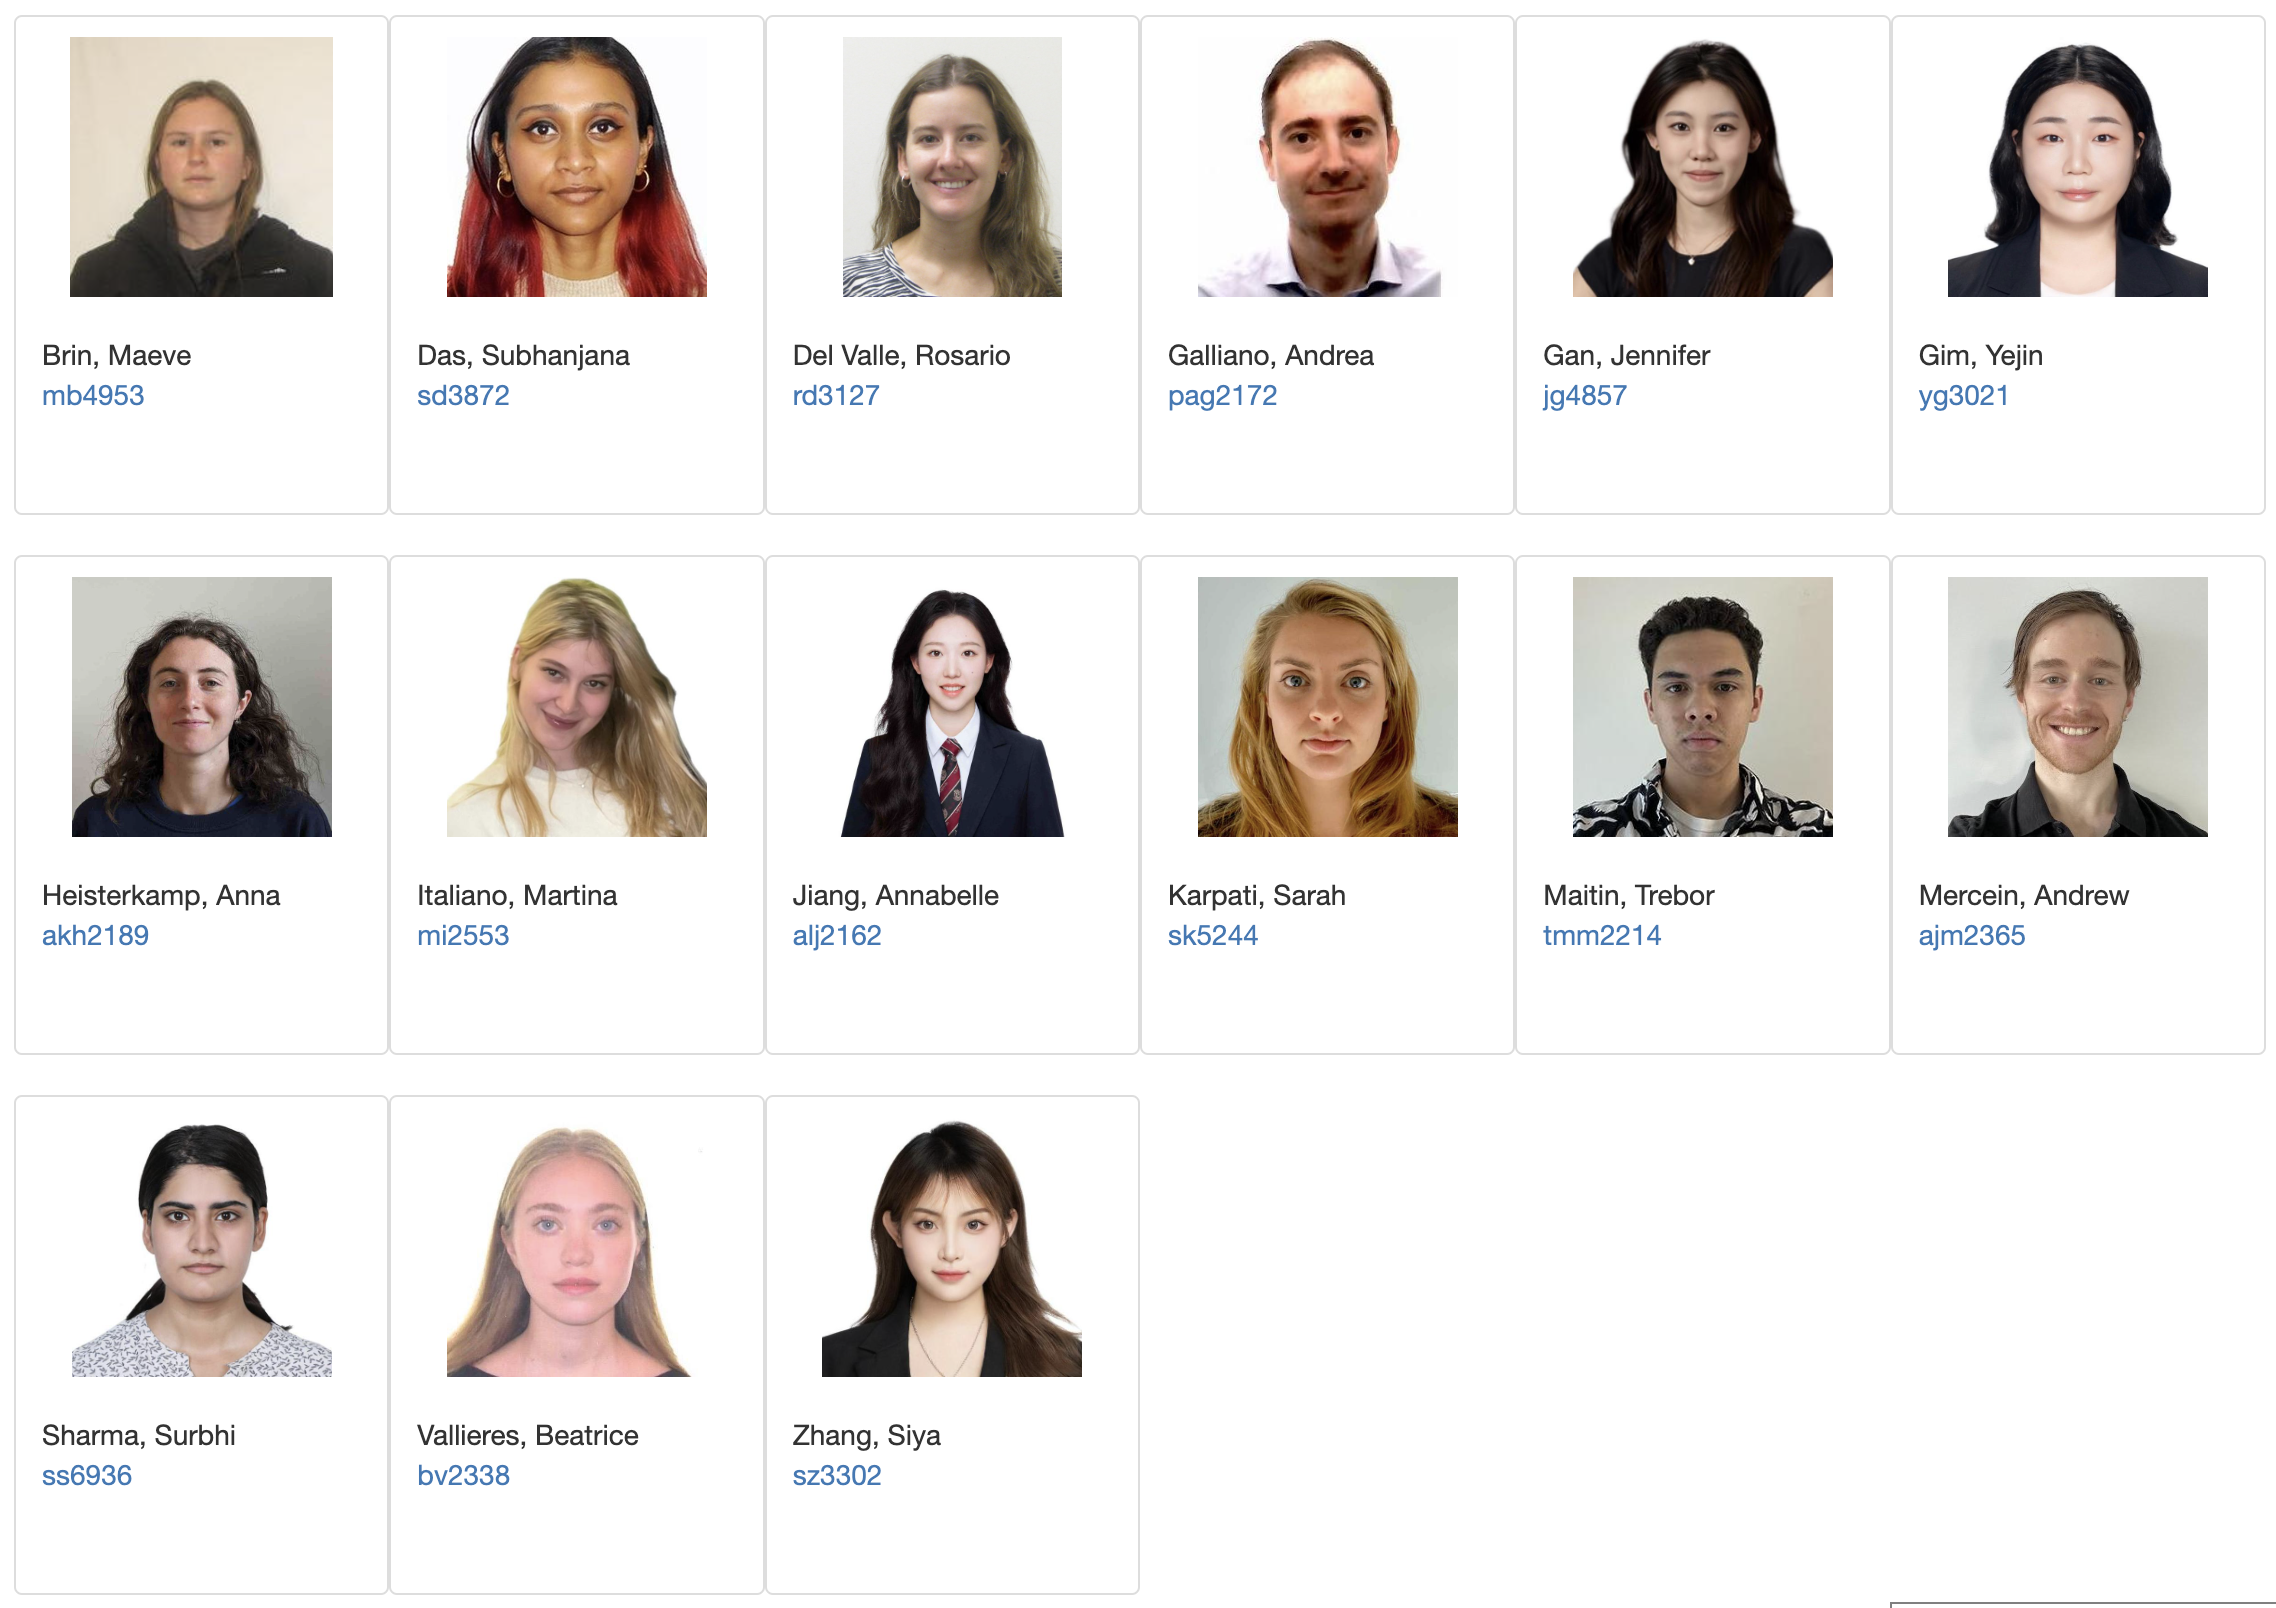 Brin, Maeve
mb4953
Das, Subhanjana
sd3872
Del Valle, Rosario
rd3127
Galliano, Andrea
pag2172
Gan, Jennifer
jg4857
Gim, Yejin
yg3021
Heisterkamp, Anna
akh2189
Italiano, Martina
mi2553
Jiang, Annabelle
alj2162
Karpati, Sarah
sk5244
Maitin, Trebor
tmm2214
Mercein, Andrew
ajm2365
Sharma, Surbhi
ss6936
Vallieres, Beatrice
bv2338
Zhang, Siya
sz3302